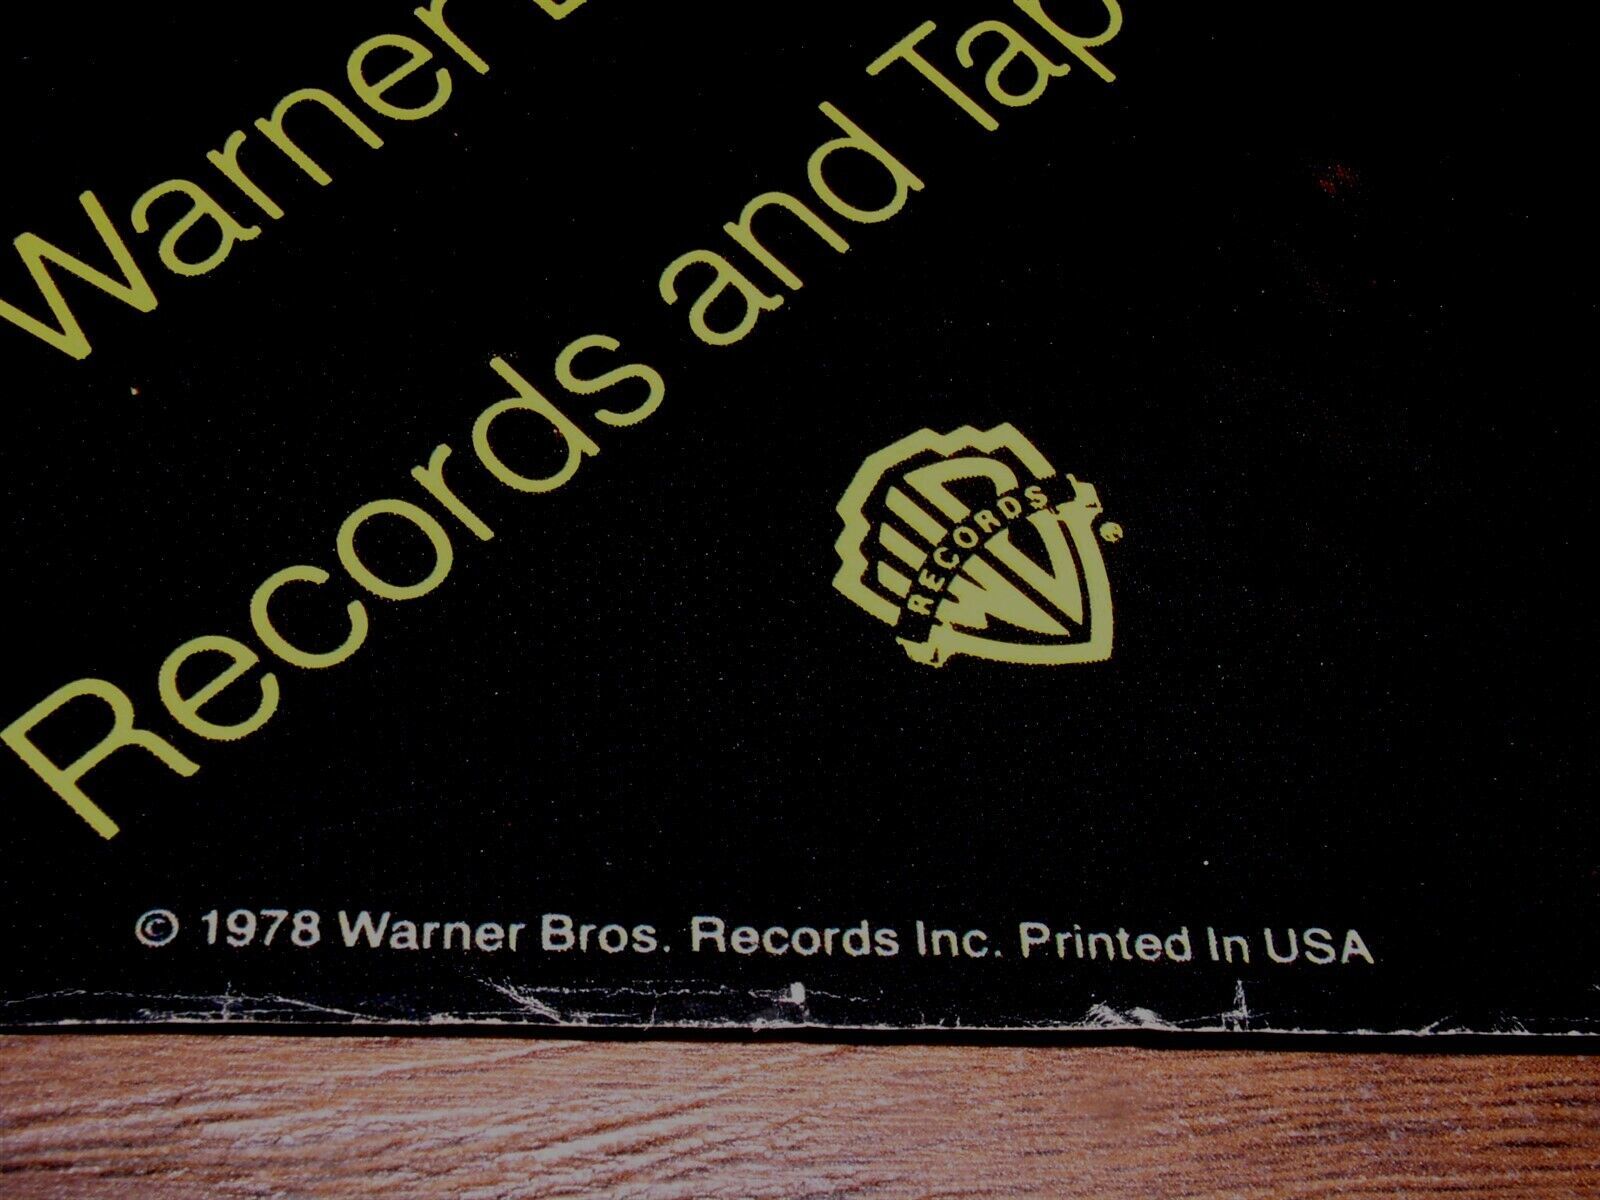 Warner
Records and Tap
RECORDS
© 1978 Warner Bros. Records Inc. Printed In USA